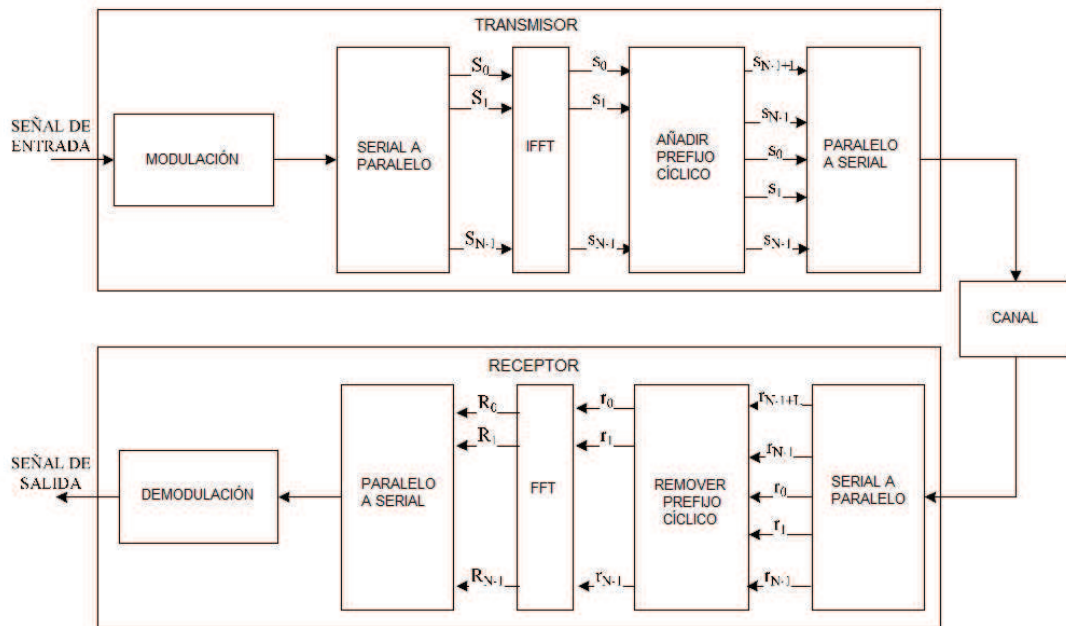 TRANSMISOR
SEÑAL DE
ENTRADA
MODULACIÓN
SERIAL A
PARALELO
S0
S1
SN-1
IFFT
s0
s1
sN-1
AÑADIR
PREFIJO
CÍCLICO
sN-1+L
sN-1
s0
s1
sN-1
PARALELO
A SERIAL
CANAL
RECEPTOR
SEÑAL DE
SALIDA
DEMODULACIÓN
PARALELO
A SERIAL
R0
R1
RN-1
FFT
r0
r1
rN-1
REMOVER
PREFIJO
CÍCLICO
rN-1+L
rN-1
r0
r1
rN-1
SERIAL A
PARALELO